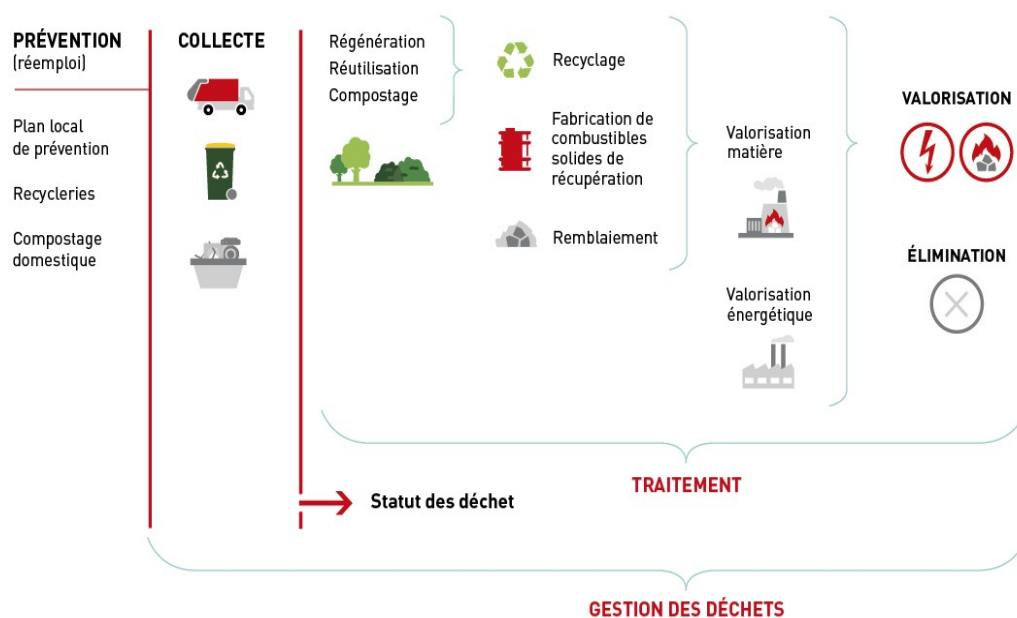 PRÉVENTION
(réemploi)
Plan local
de prévention
Recycleries
Compostage
domestique
COLLECTE
Régénération
Réutilisation
Compostage
Recyclage
Fabrication de
combustibles
solides de
récupération
Remblaiement
Valorisation
matière
Valorisation
énergétique
VALORISATION
ÉLIMINATION
TRAITEMENT
Statut des déchet
GESTION DES DÉCHETS